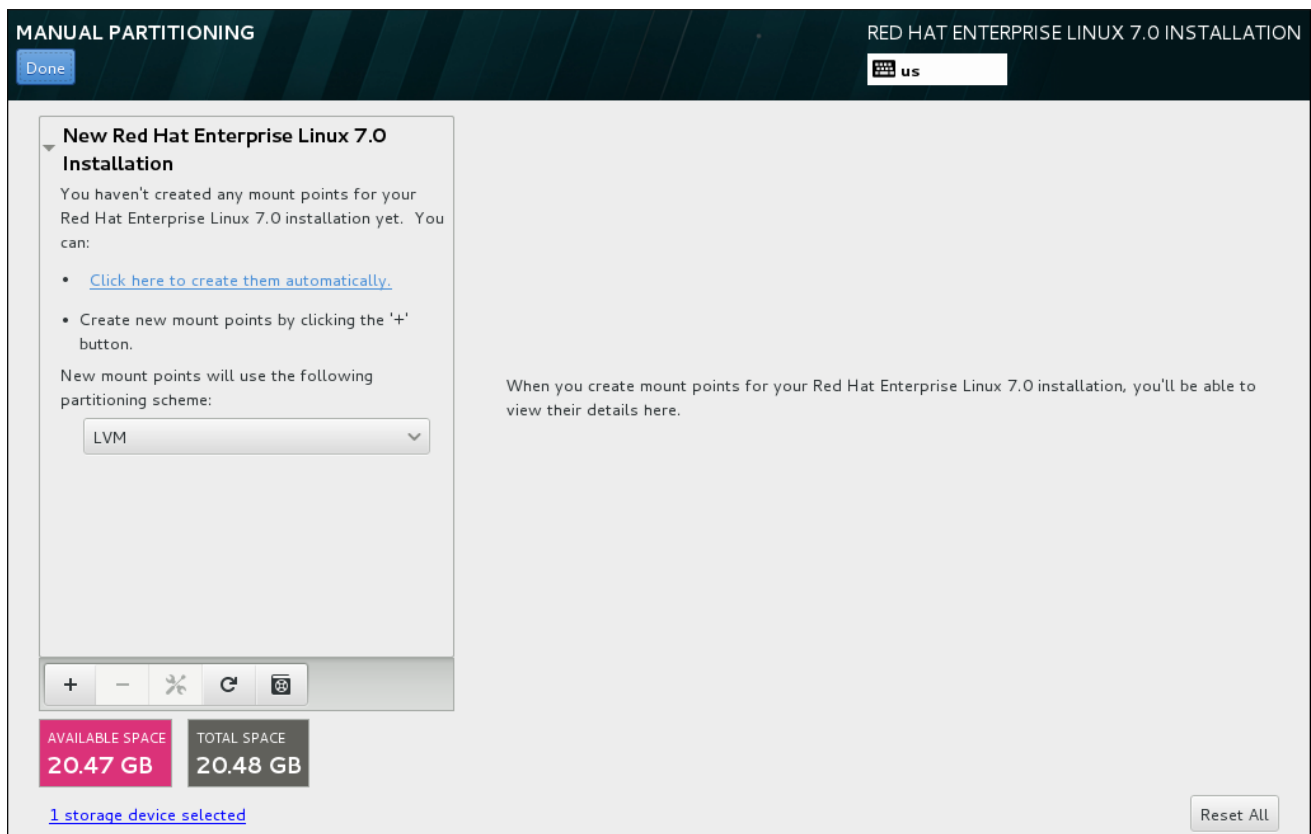 MANUAL PARTITIONING
Done
RED HAT ENTERPRISE LINUX 7.0 INSTALLATION
us
New Red Hat Enterprise Linux 7.0
Installation
You haven't created any mount points for your
Red Hat Enterprise Linux 7.0 installation yet.  You
can:
• Click here to create them automatically.
• Create new mount points by clicking the '+'
button.
New mount points will use the following
partitioning scheme:
LVM
When you create mount points for your Red Hat Enterprise Linux 7.0 installation, you'll be able to
view their details here.
+ −
AVAILABLE SPACE
20.47 GB
TOTAL SPACE
20.48 GB
1 storage device selected
Reset All